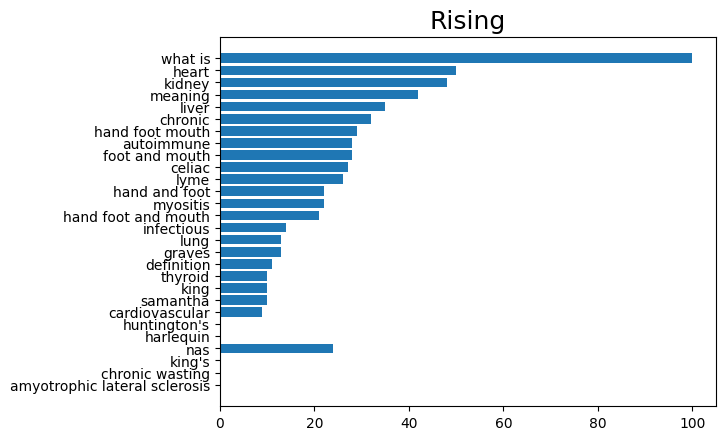 Rising
what is
heart
kidney
meaning
liver
chronic
hand foot mouth
autoimmune
foot and mouth
celiac
lyme
hand and foot
myositis
hand foot and mouth
infectious
lung
graves
definition
thyroid
king
samantha
cardiovascular
huntington's
harlequin
nas
king's
chronic wasting
amyotrophic lateral sclerosis
0 20 40 60 80 100